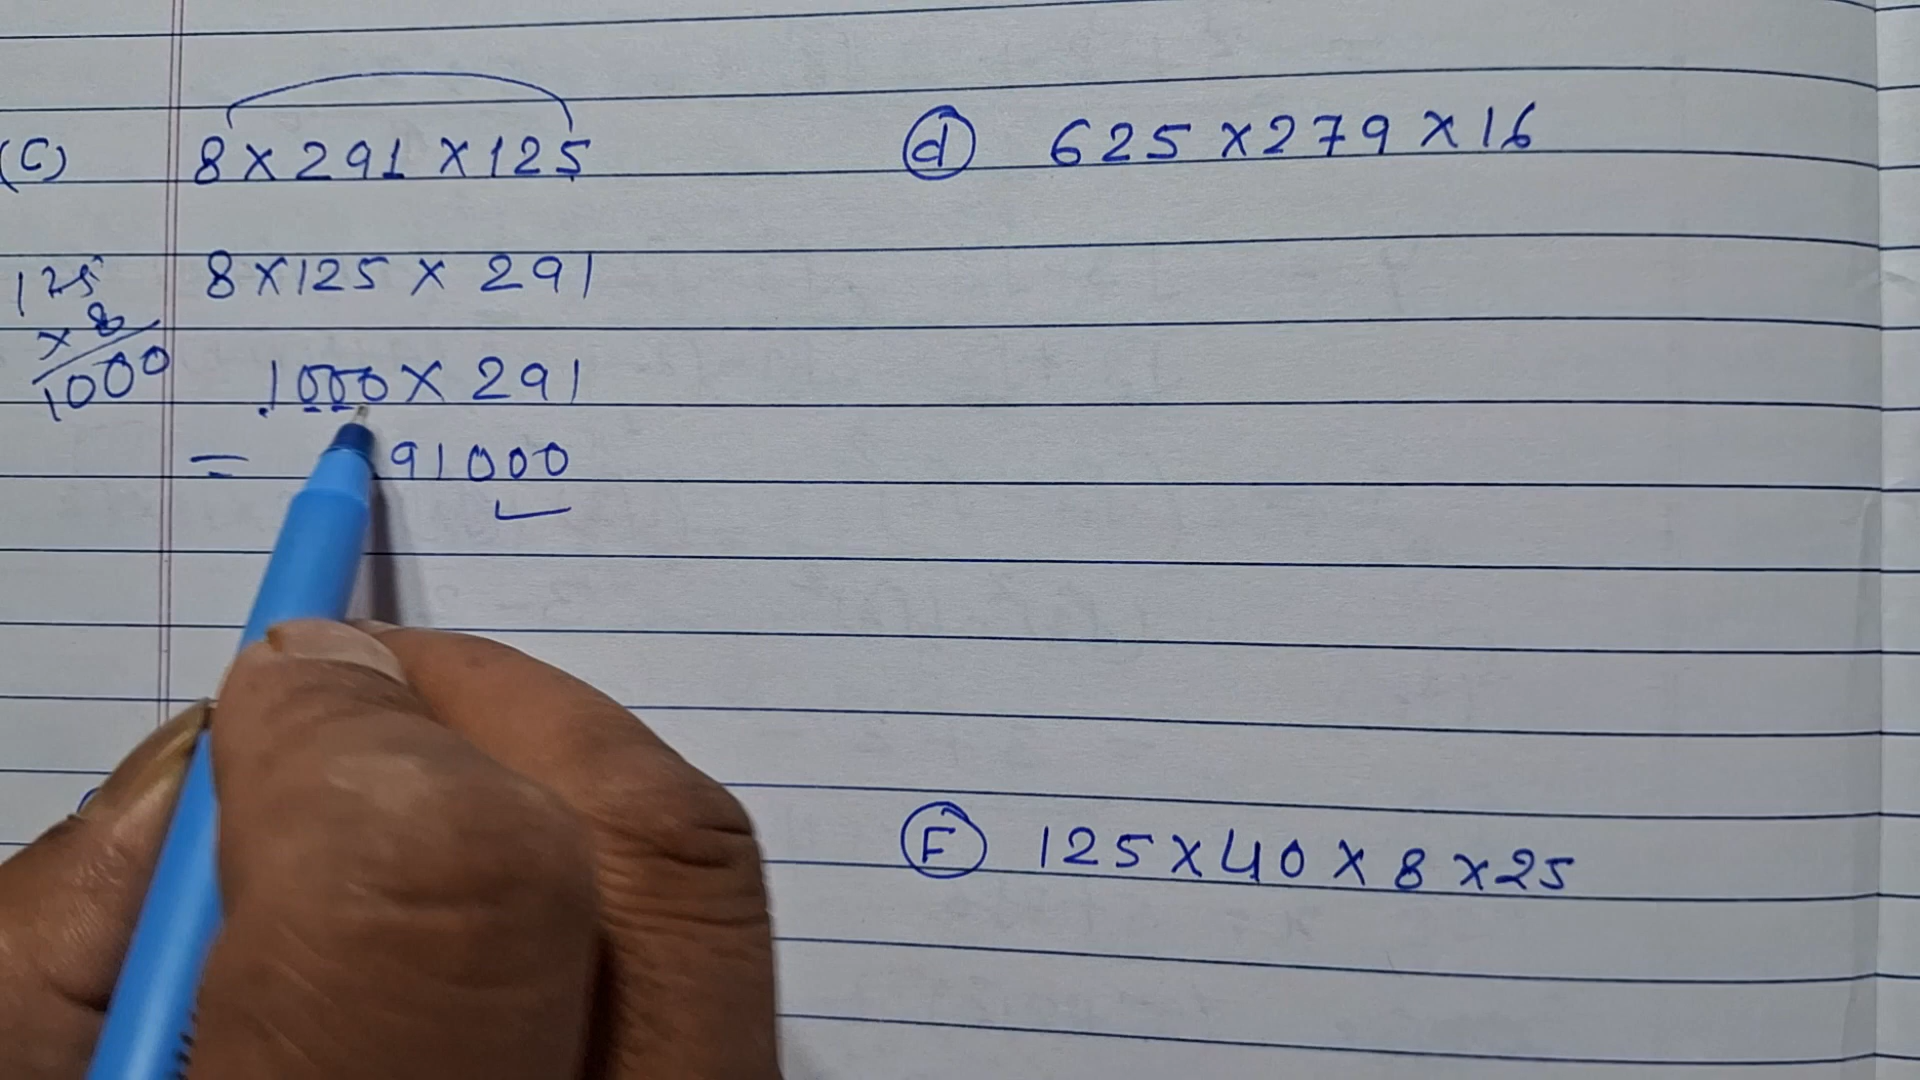 (C) 8 × 291 × 125
8 × 125 × 291
125
× 8
1000
1000 × 291
= 91000
(d) 625 × 279 × 16
(F) 125 × 40 × 8 × 25